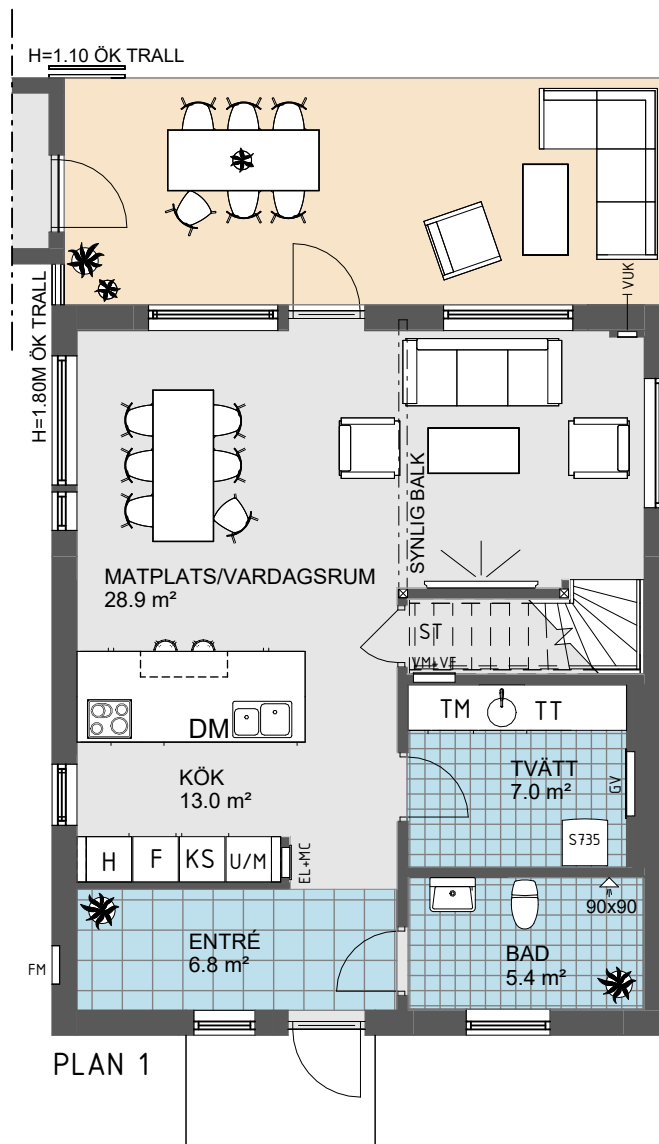 H=1.10 ÖK TRALL
VUK
H=1.80M ÖK TRALL
SYNLIG BALK
MATPLATS/VARDAGSRUM
28.9 m²
ST
VM+VF
TM
TT
DM
KÖK
13.0 m²
TVÄTT
7.0 m²
GV
S735
H
F
KS
U/M
EL+MC
90x90
ENTRÉ
6.8 m²
BAD
5.4 m²
FM
PLAN 1